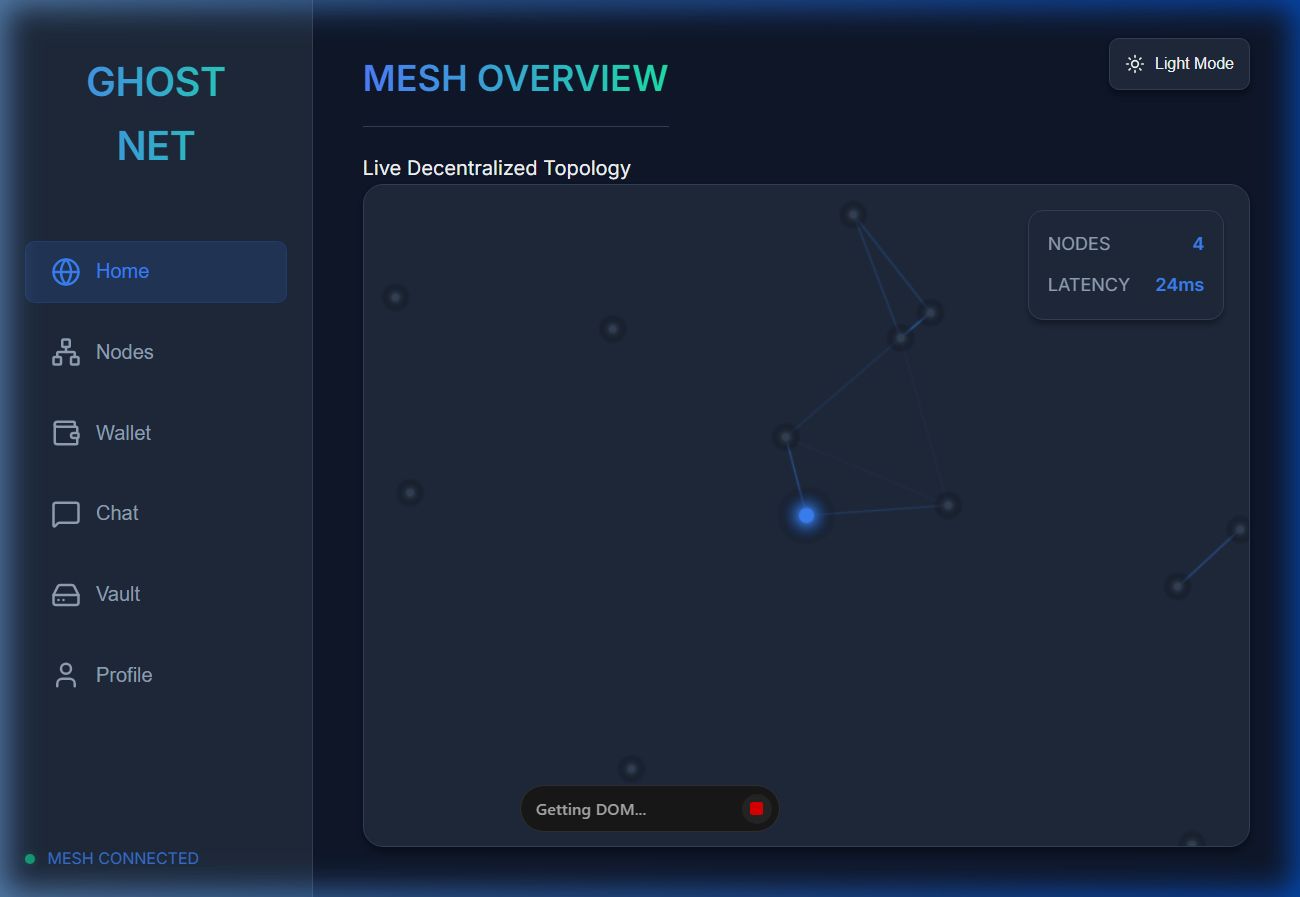 GHOST
NET
Home
Nodes
Wallet
Chat
Vault
Profile
MESH CONNECTED
MESH OVERVIEW
Light Mode
Live Decentralized Topology
NODES 4
LATENCY 24ms
Getting DOM...